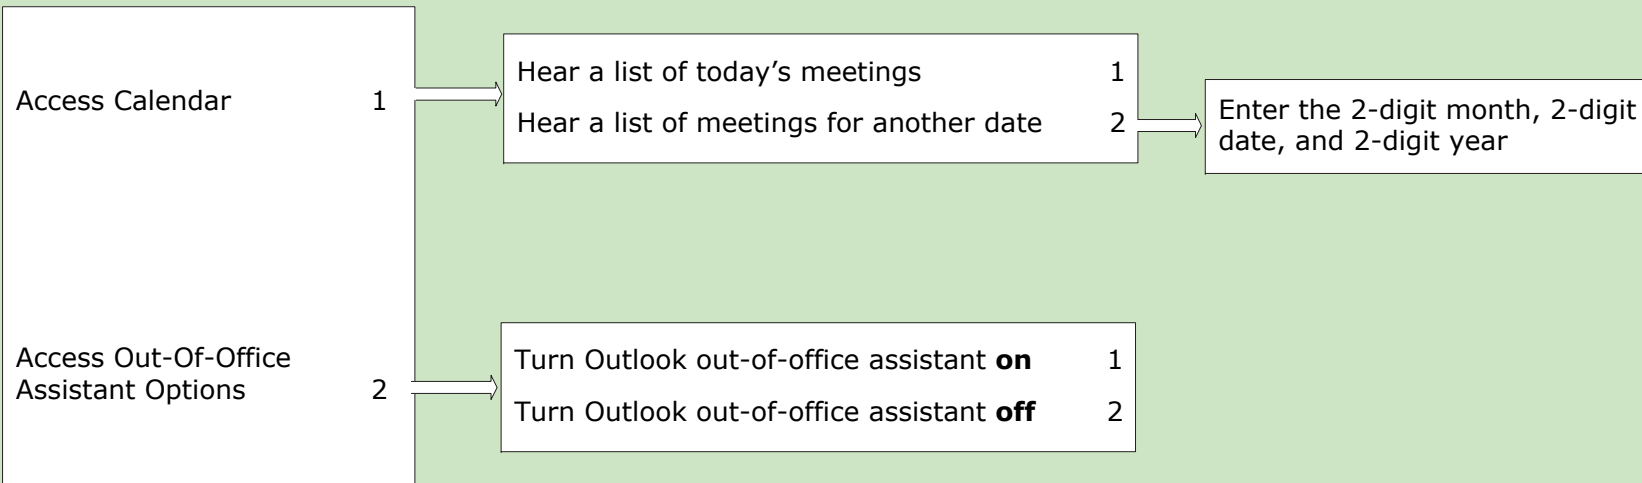 Access Calendar 1
Hear a list of today’s meetings 1
Hear a list of meetings for another date 2
Enter the 2-digit month, 2-digit
date, and 2-digit year
Access Out-Of-Office
Assistant Options 2
Turn Outlook out-of-office assistant on 1
Turn Outlook out-of-office assistant off 2